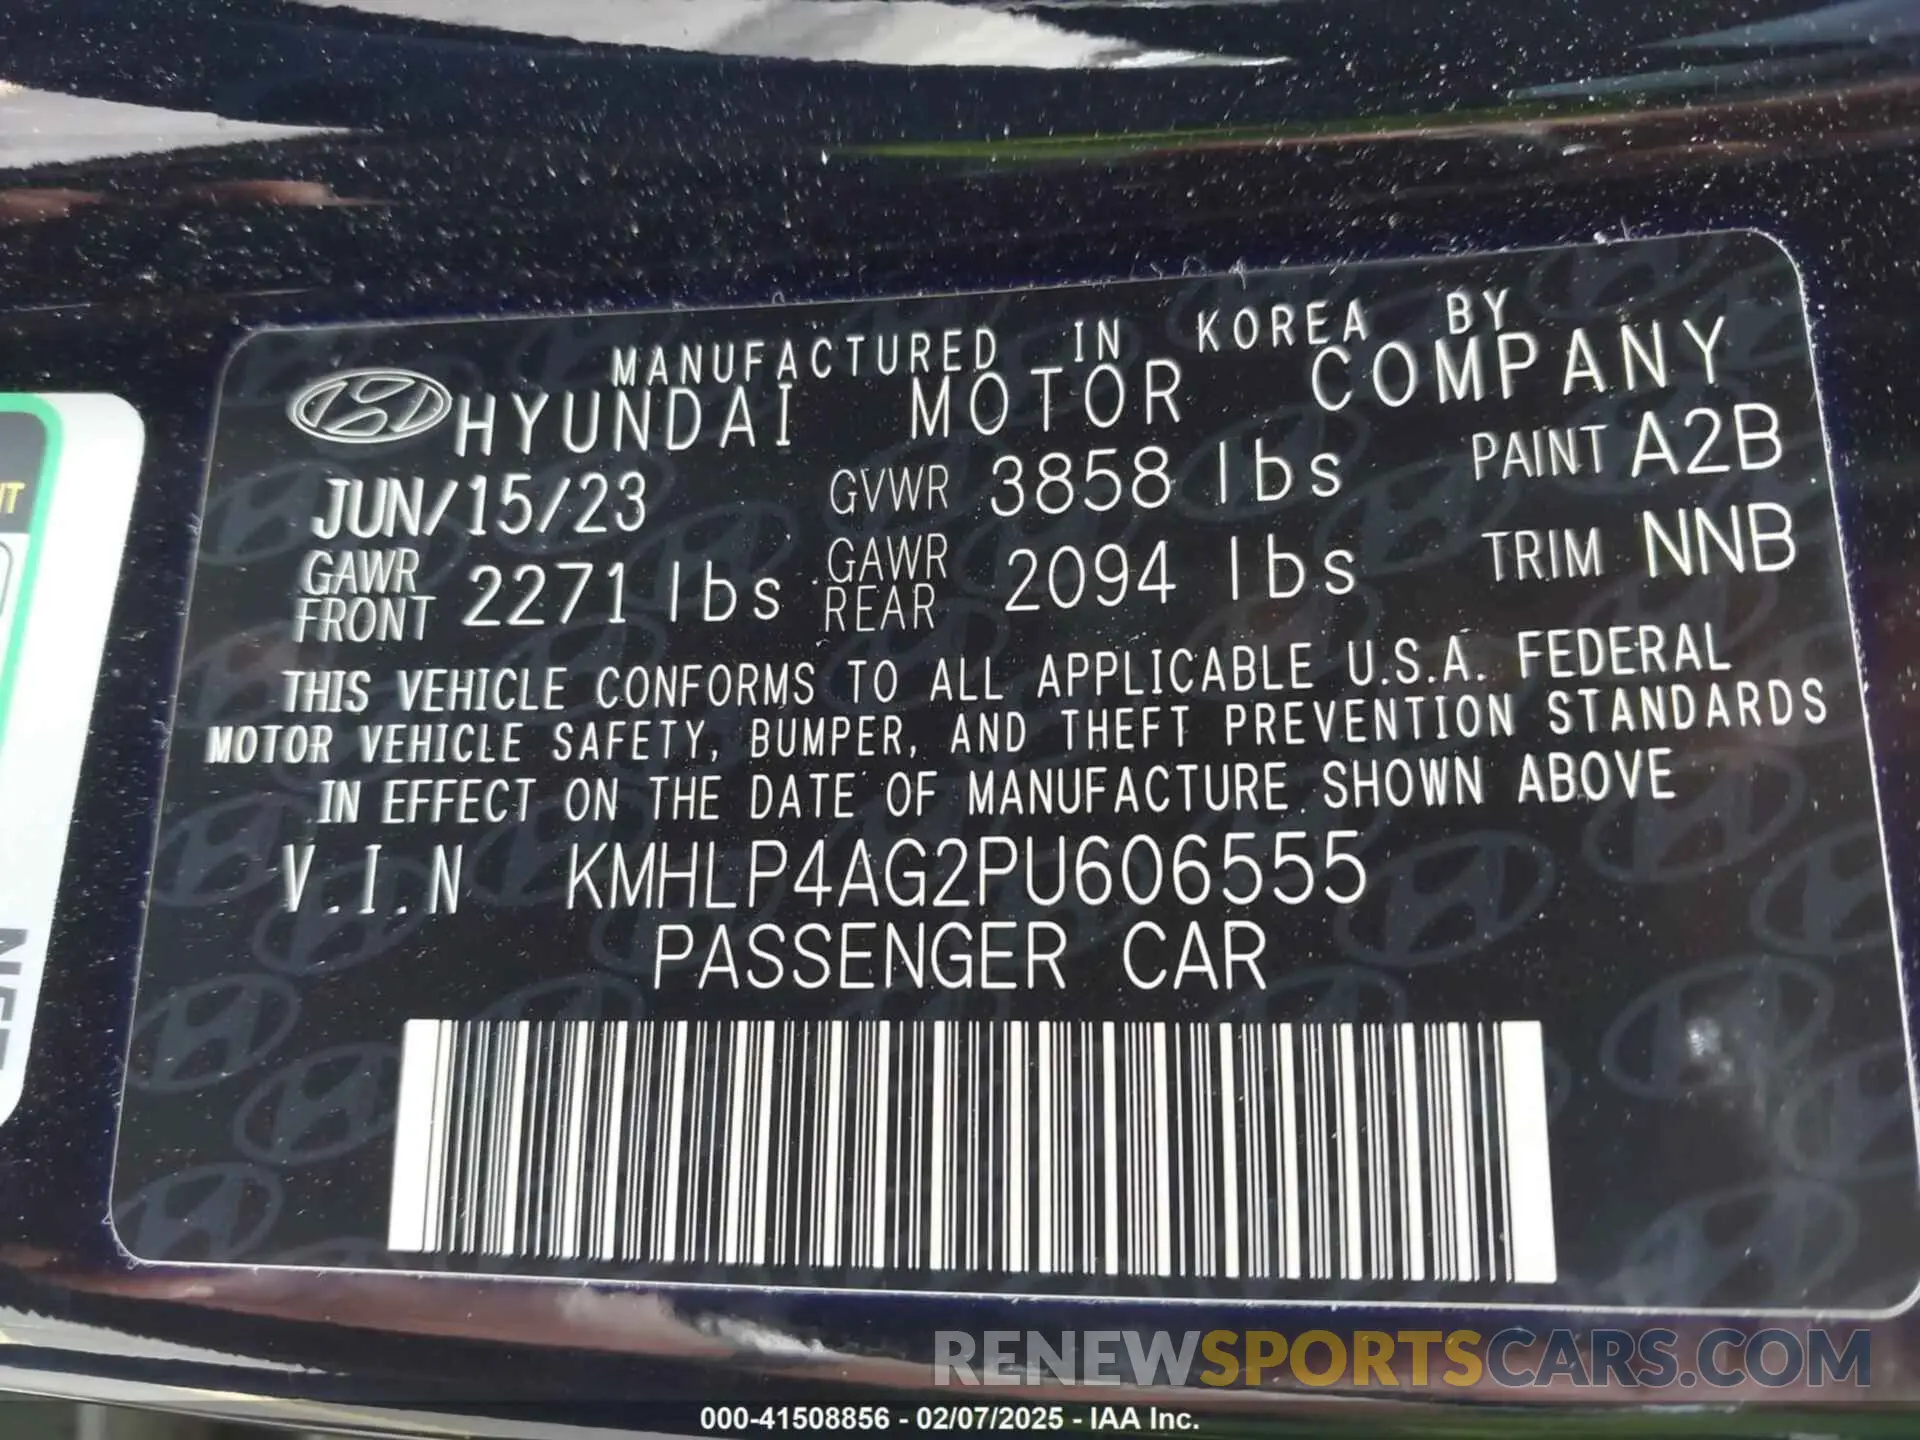 MANUFACTURED IN KOREA BY
HYUNDAI MOTOR COMPANY
JUN/15/23 GVWR 3858 lbs PAINT A2B
GAWR FRONT 2271 lbs GAWR REAR 2094 lbs TRIM NNB
THIS VEHICLE CONFORMS TO ALL APPLICABLE U.S.A. FEDERAL
MOTOR VEHICLE SAFETY, BUMPER, AND THEFT PREVENTION STANDARDS
IN EFFECT ON THE DATE OF MANUFACTURE SHOWN ABOVE
V.I.N KMHLP4AG2PU606555
PASSENGER CAR
RENEWSPORTSCARS.COM
000-41508856 - 02/07/2025 - IAA Inc.